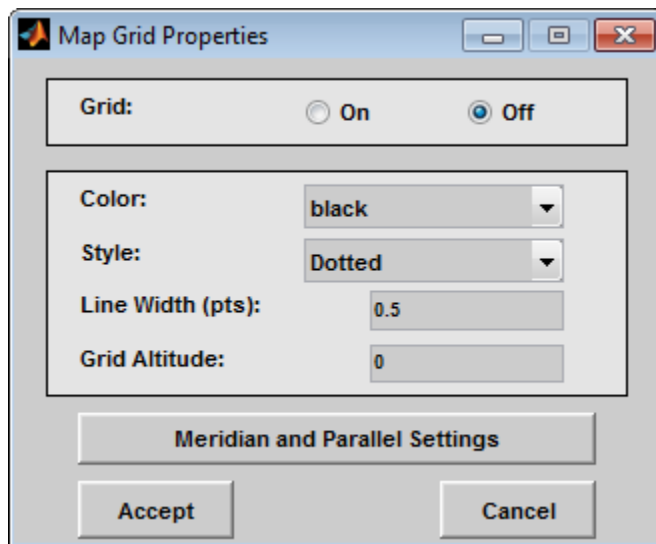 Map Grid Properties
Grid: On Off
Color: black
Style: Dotted
Line Width (pts): 0.5
Grid Altitude: 0
Meridian and Parallel Settings
Accept Cancel